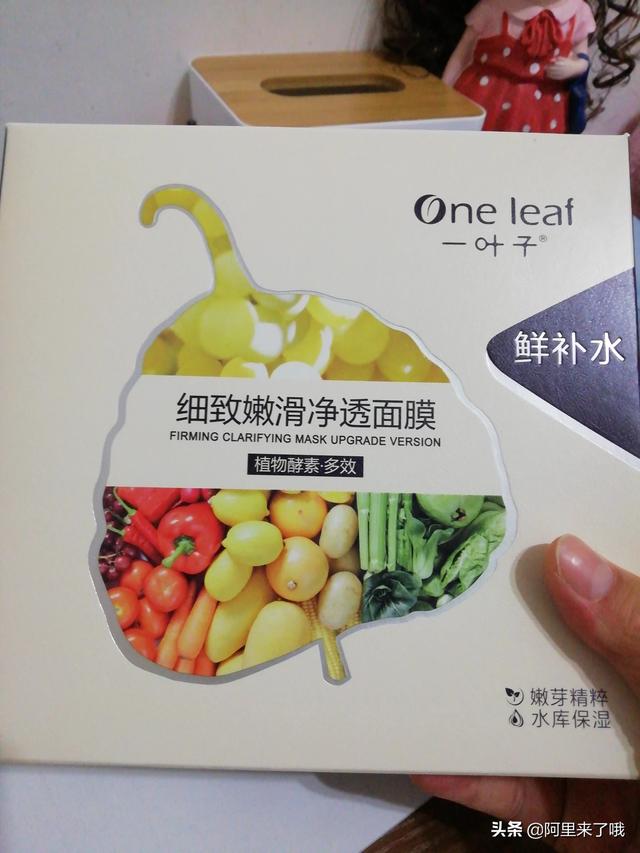 One leaf
一叶子®
鲜补水
细致嫩滑净透面膜
FIRMING CLARIFYING MASK UPGRADE VERSION
植物酵素·多效
嫩芽精粹
水库保湿
头条 @阿里来了哦